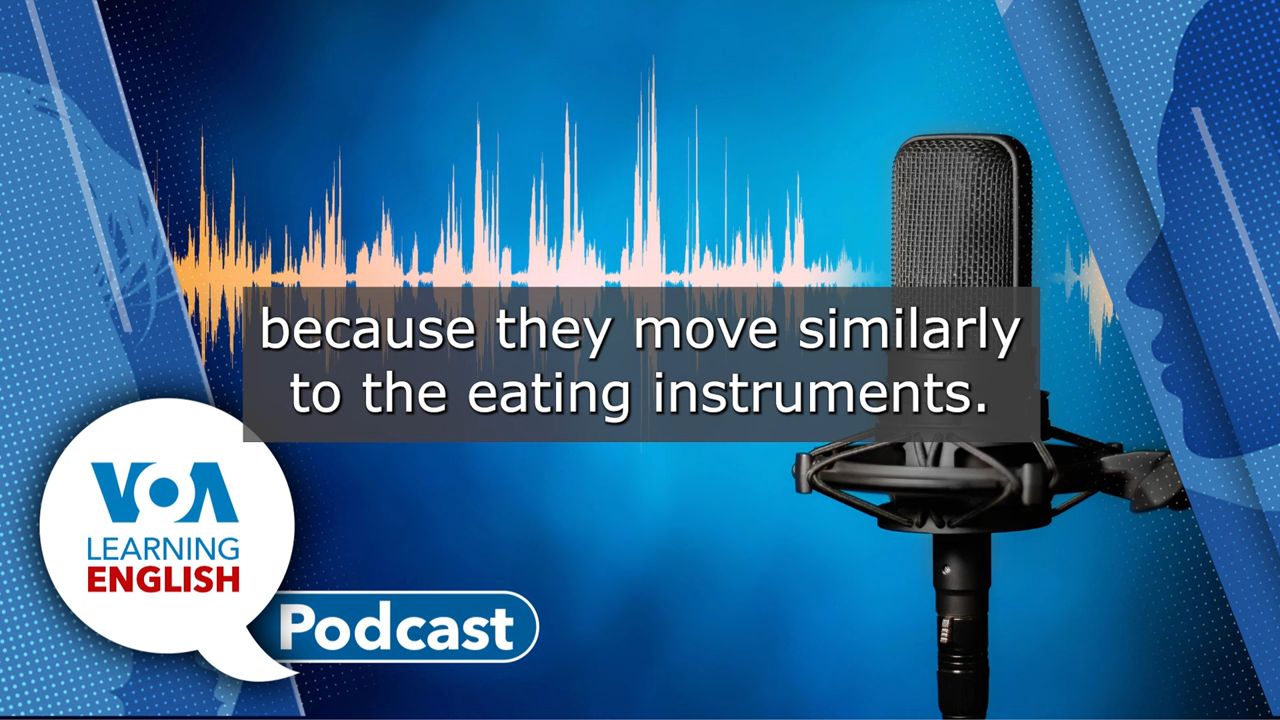 because they move similarly
to the eating instruments.
VOA
LEARNING
ENGLISH
Podcast